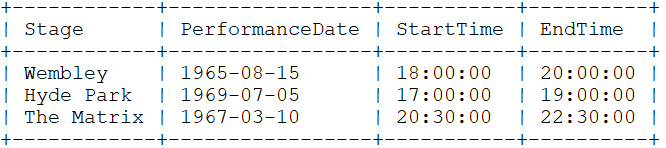 +------------+-----------------+-----------+----------+
| Stage      | PerformanceDate | StartTime | EndTime  |
+------------+-----------------+-----------+----------+
| Wembley    | 1965-08-15      | 18:00:00  | 20:00:00 |
| Hyde Park  | 1969-07-05      | 17:00:00  | 19:00:00 |
| The Matrix | 1967-03-10      | 20:30:00  | 22:30:00 |
+------------+-----------------+-----------+----------+